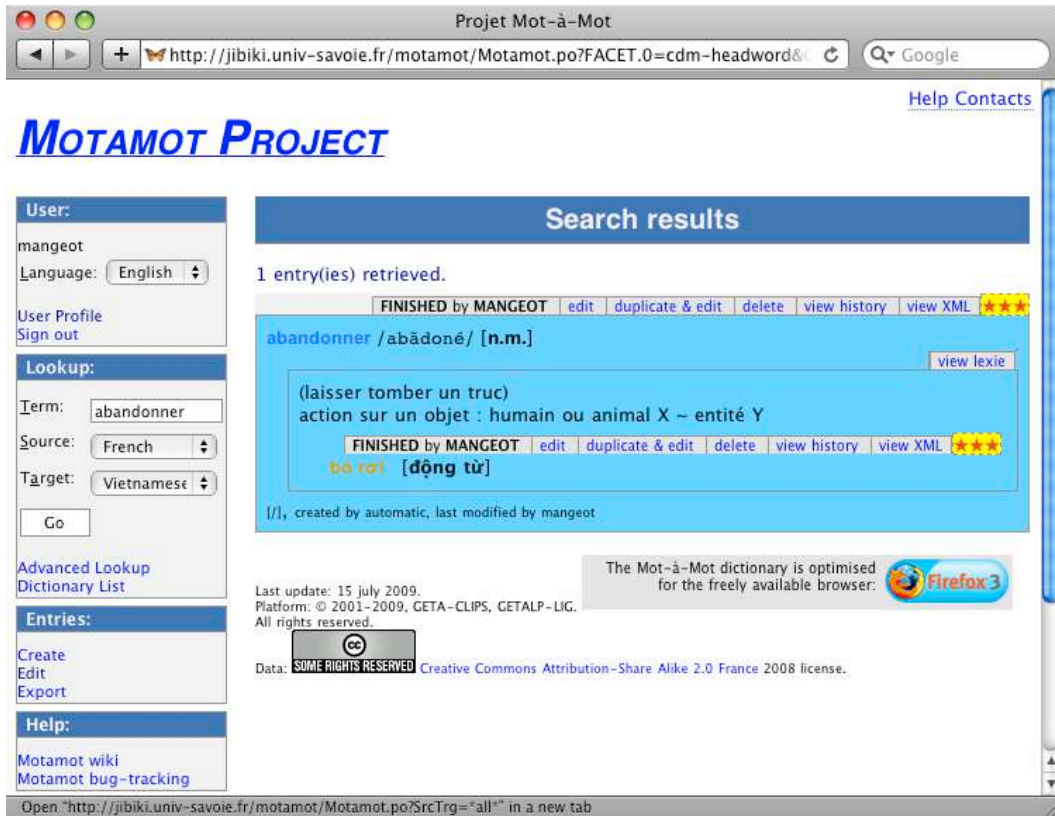 Projet Mot-à-Mot
http://jibiki.univ-savoie.fr/motamot/Motamot.po?FACET.0=cdm-headword&
Google
Help Contacts
MOTAMOT PROJECT
User:
mangeot
Language: English
User Profile
Sign out
Lookup:
Term: abandonner
Source: French
Target: Vietnamese
Go
Advanced Lookup
Dictionary List
Entries:
Create
Edit
Export
Help:
Motamot wiki
Motamot bug-tracking
Search results
1 entry(ies) retrieved.
FINISHED by MANGEOT edit duplicate & edit delete view history view XML ★★★
abandonner /abãdoné/ [n.m.]
view lexie
(laisser tomber un truc)
action sur un objet : humain ou animal X ~ entité Y
FINISHED by MANGEOT edit duplicate & edit delete view history view XML ★★★
bỏ rơi [động từ]
[/], created by automatic, last modified by mangeot
The Mot-à-Mot dictionary is optimised
for the freely available browser:
Firefox 3
Last update: 15 july 2009.
Platform: © 2001-2009, GETA-CLIPS, GETALP-LIG.
All rights reserved.
cc
Data: SOME RIGHTS RESERVED Creative Commons Attribution-Share Alike 2.0 France 2008 license.
Open "http://jibiki.univ-savoie.fr/motamot/Motamot.po?SrcTrg=*all*" in a new tab